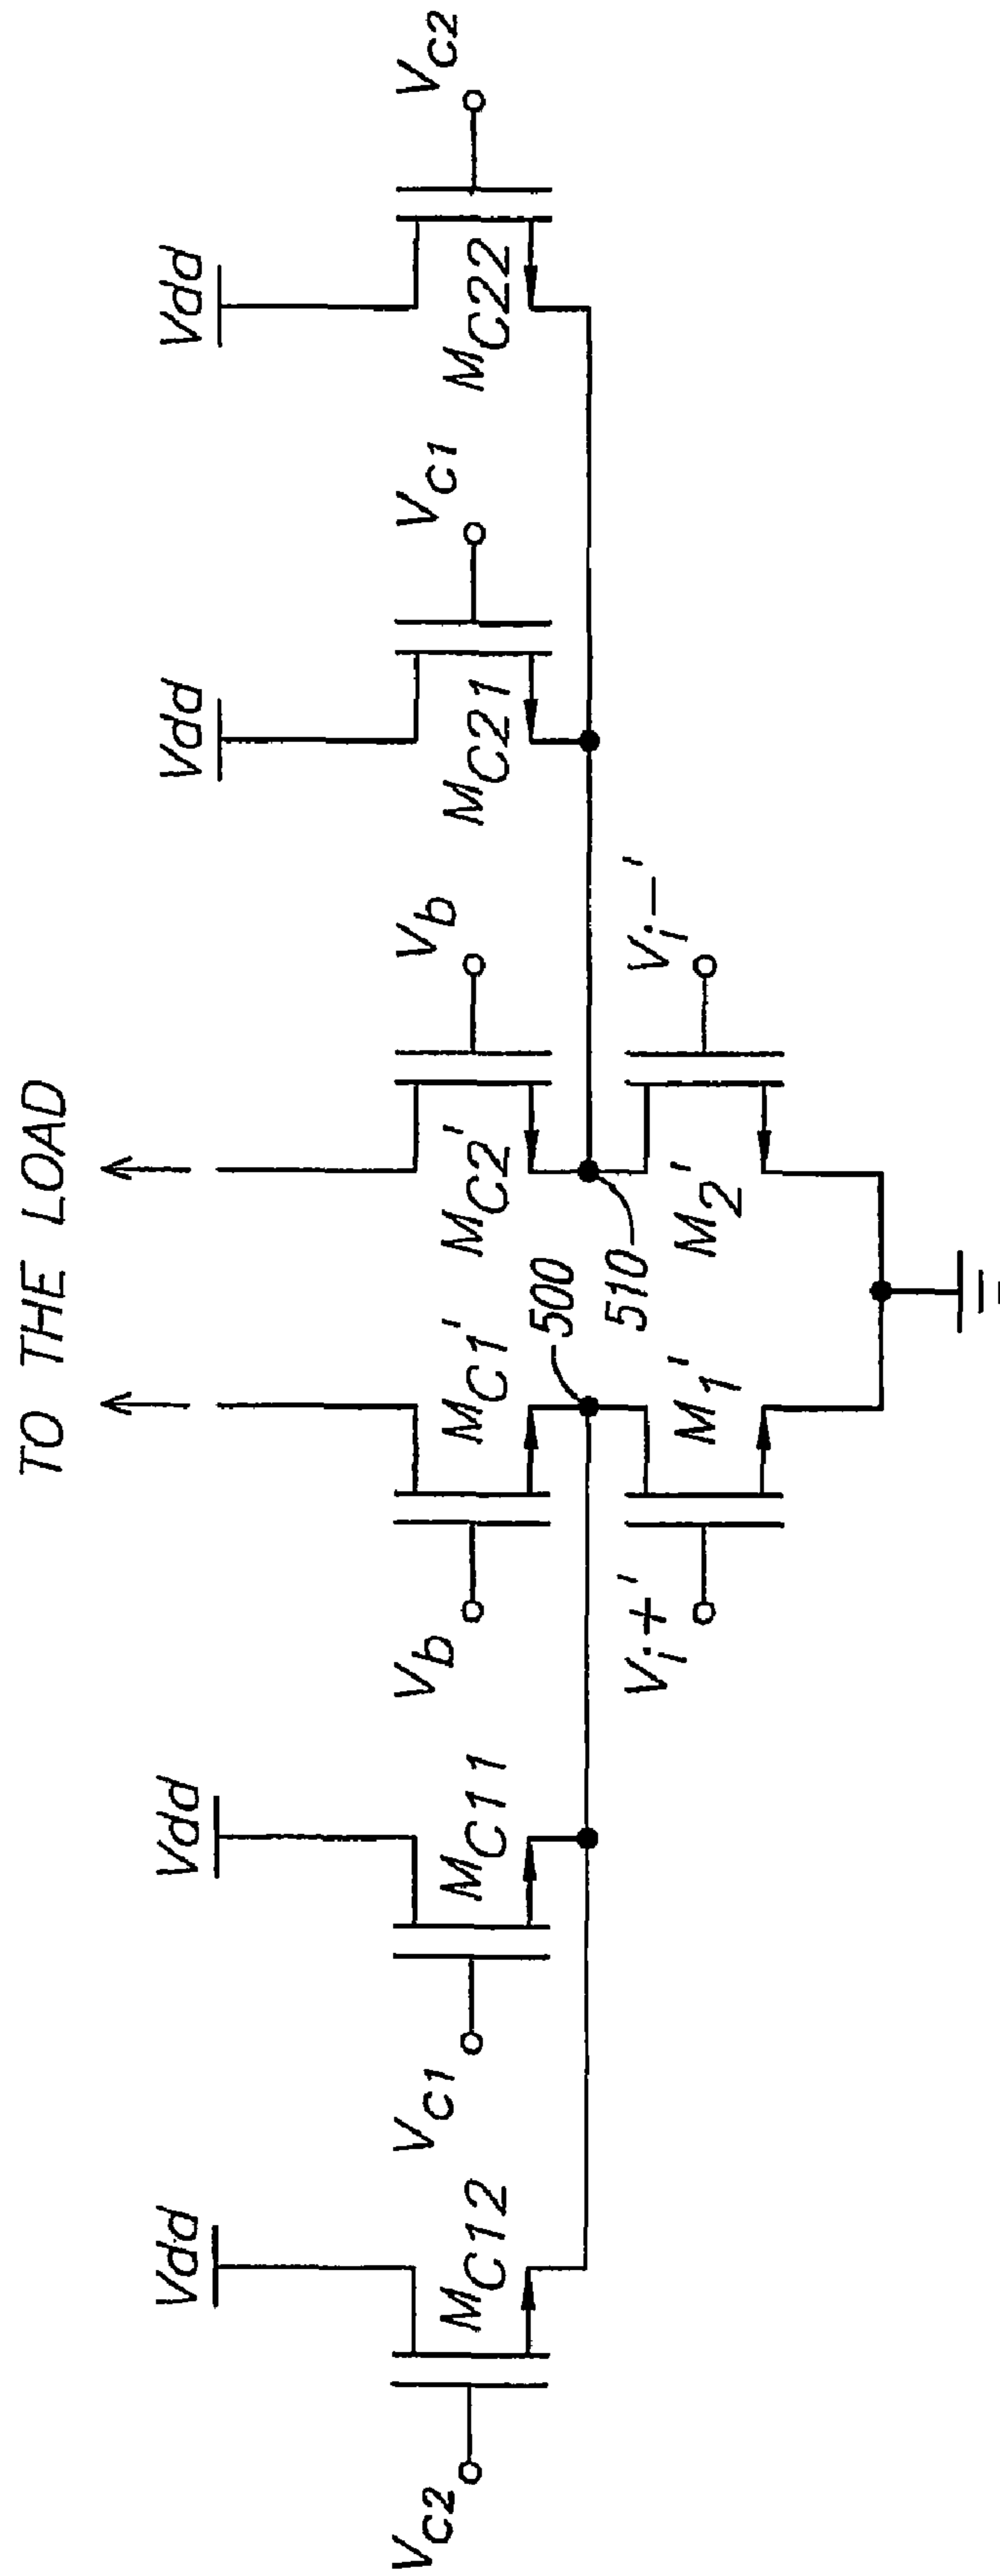 TO THE LOAD
Vdd
Vdd
Vdd
Vdd
VC2
MC12
VC1
MC11
Vb
MC1'
MC2'
Vb
MC21
VC1
MC22
VC2
500
510
Vi+'
M1'
M2'
Vi-'